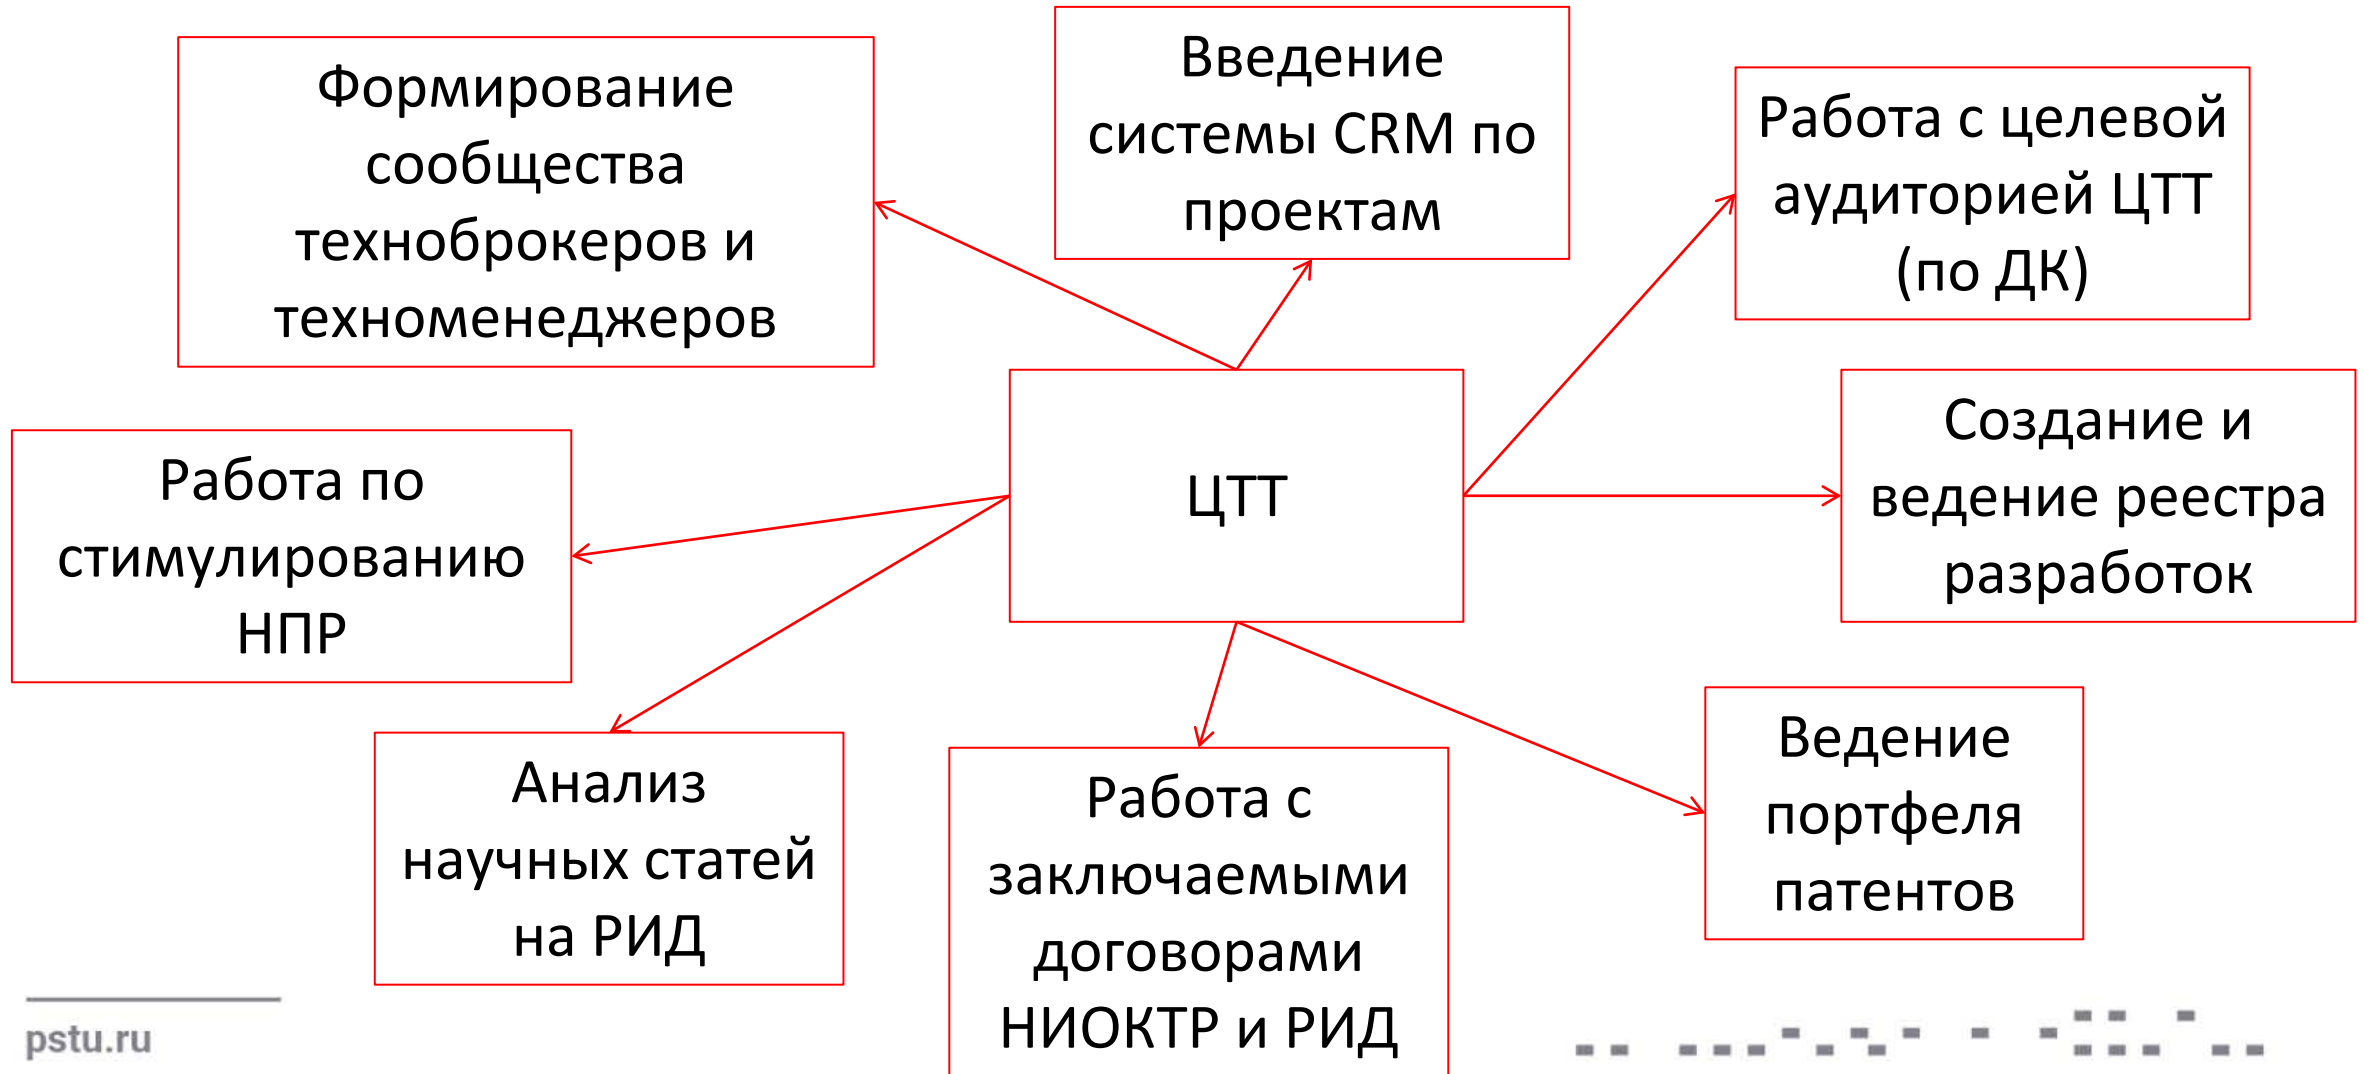 Формирование
сообщества
техноброкеров и
техноменеджеров
Введение
системы CRM по
проектам
Работа с целевой
аудиторией ЦТТ
(по ДК)
Работа по
стимулированию
НПР
ЦТТ
Создание и
ведение реестра
разработок
Анализ
научных статей
на РИД
Работа с
заключаемыми
договорами
НИОКТР и РИД
Ведение
портфеля
патентов
pstu.ru